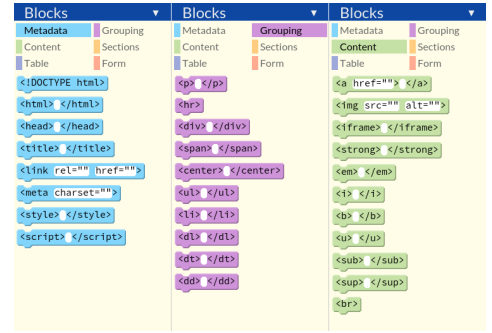 Blocks ▼
Metadata Grouping
Content Sections
Table Form
<!DOCTYPE html>
<html> </html>
<head> </head>
<title> </title>
<link rel="" href="">
<meta charset="">
<style> </style>
<script> </script>
Blocks ▼
Metadata Grouping
Content Sections
Table Form
<p> </p>
<hr>
<div> </div>
<span> </span>
<center> </center>
<ul> </ul>
<li> </li>
<dl> </dl>
<dt> </dt>
<dd> </dd>
Blocks ▼
Metadata Grouping
Content Sections
Table Form
<a href=""> </a>
<img src="" alt="">
<iframe> </iframe>
<strong> </strong>
<em> </em>
<i> </i>
<b> </b>
<u> </u>
<sub> </sub>
<sup> </sup>
<br>